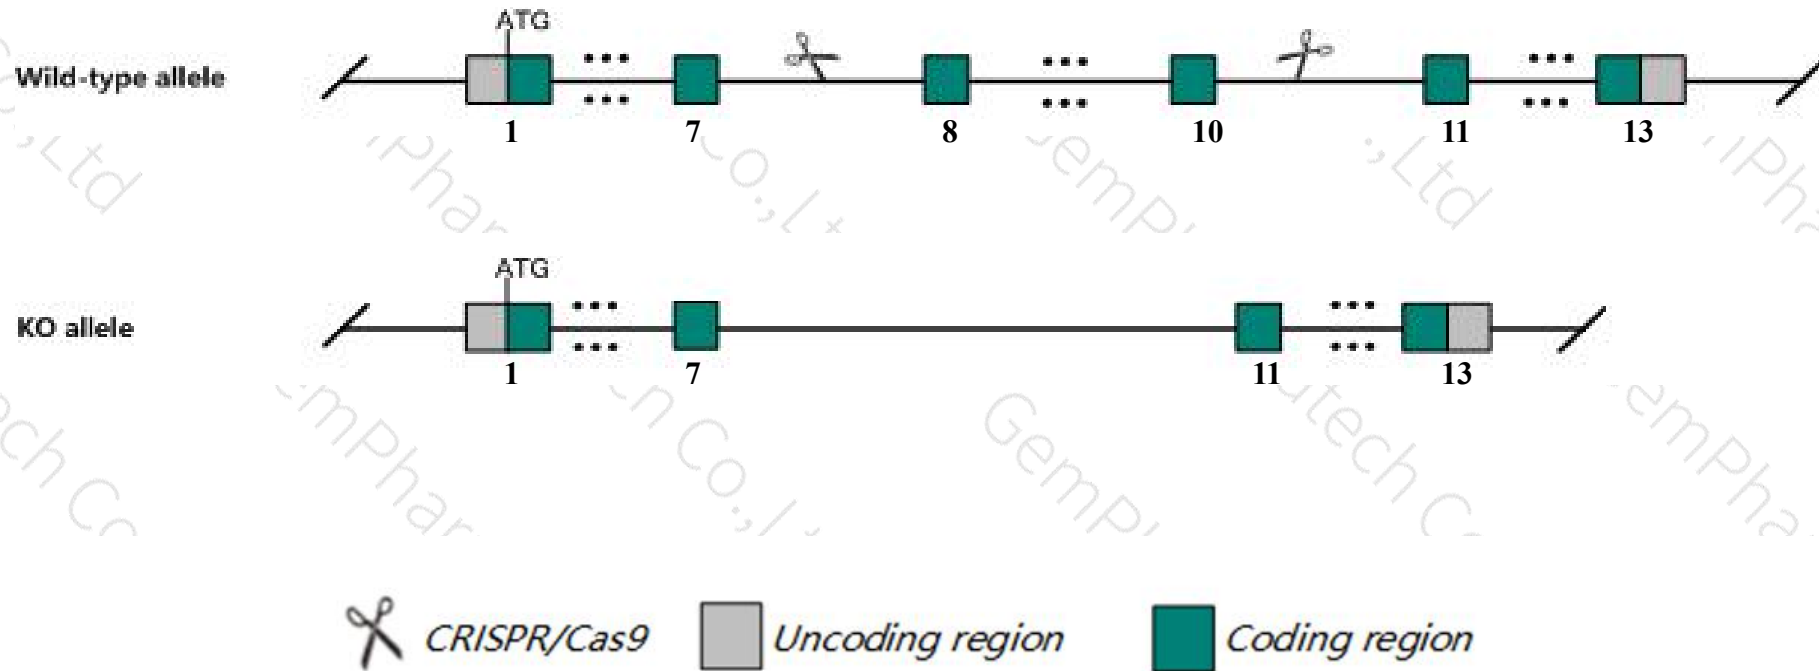 ATG
Wild-type allele
1 7 8 10 11 13
ATG
KO allele
1 7 11 13
CRISPR/Cas9 Uncoding region Coding region